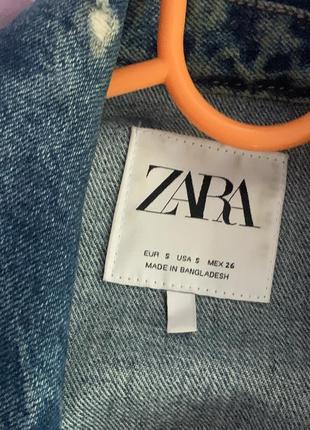 ZARA
EUR S USA S MEX 26
MADE IN BANGLADESH